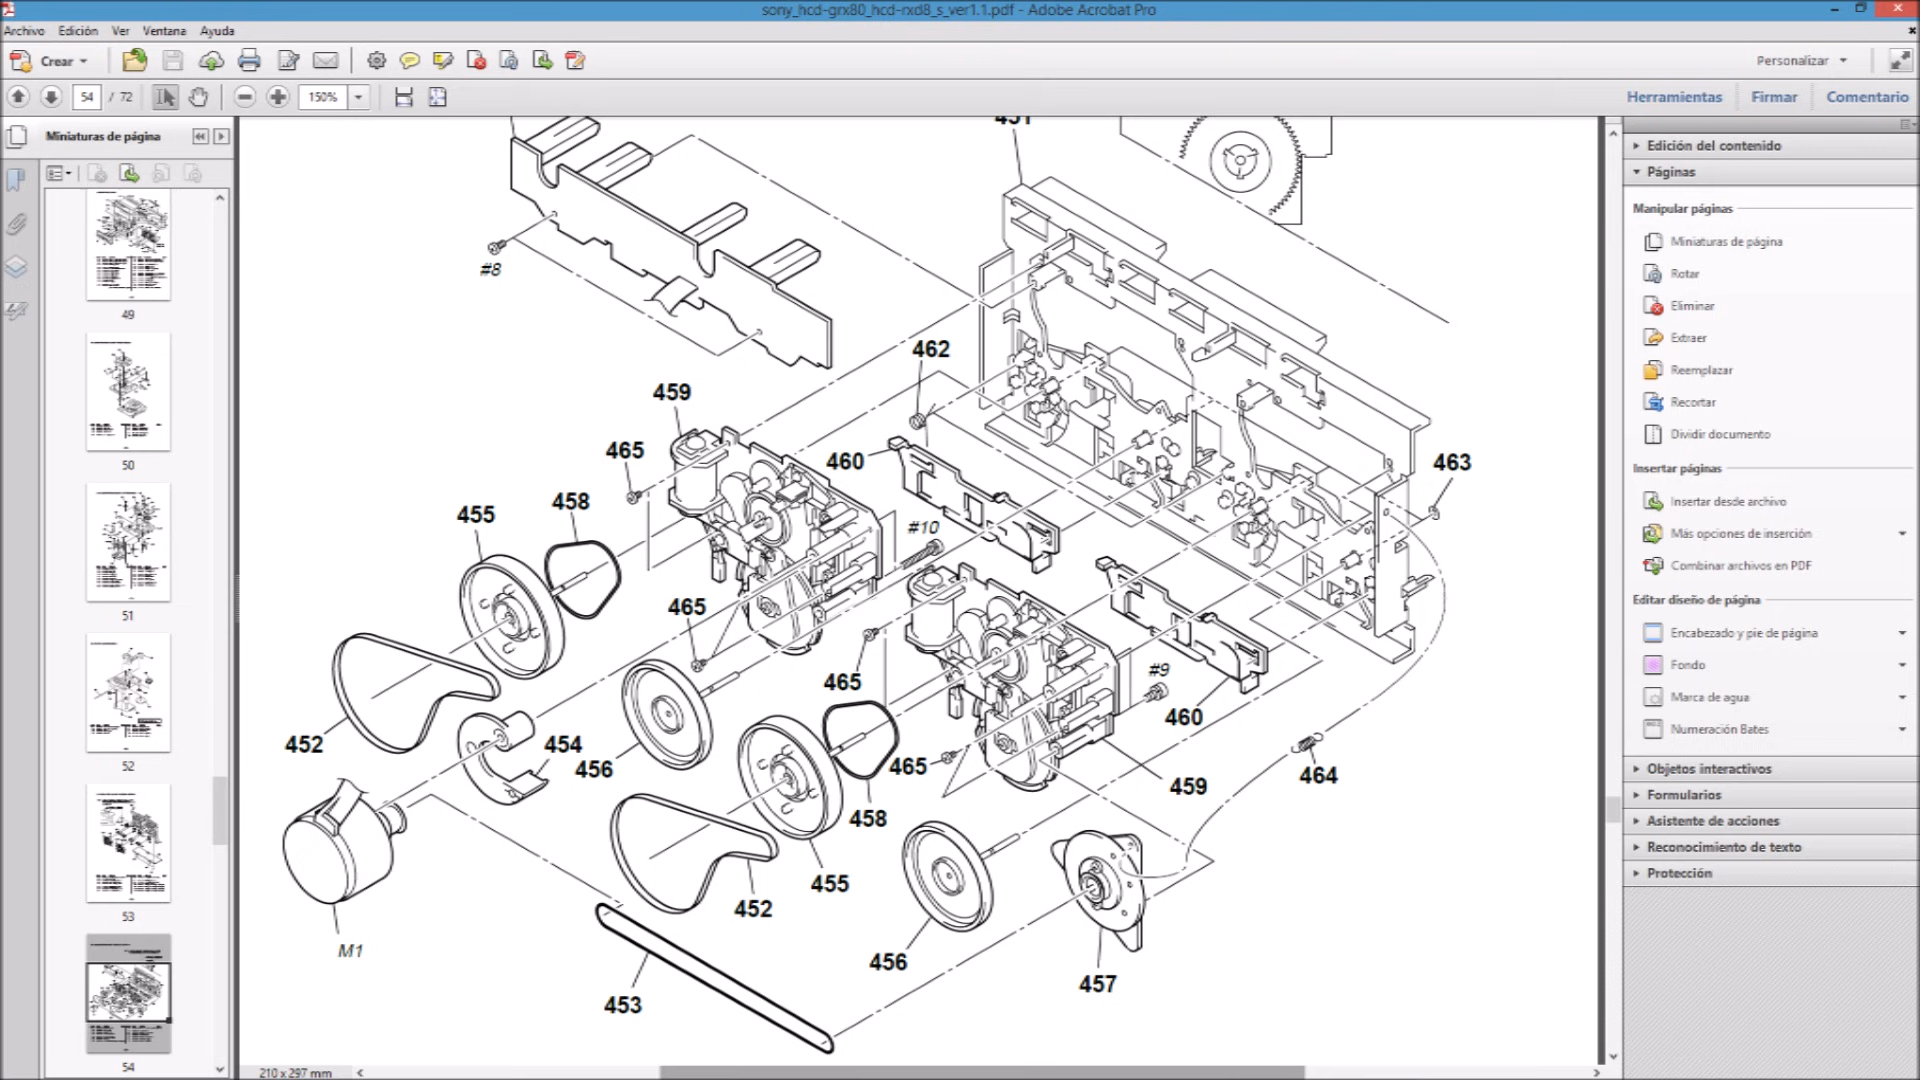 sony_hcd-grx80_hcd-rxd8_s_ver1.1.pdf - Adobe Acrobat Pro
Archivo Edición Ver Ventana Ayuda
Crear
Personalizar
54 / 72
150%
Herramientas Firmar Comentario
Miniaturas de página
49
50
51
52
53
54
451
#8
462
459
465
460
463
458
455
#10
465
465
#9
460
452
454
456
465
459
464
458
455
452
M1
456
457
453
210 x 297 mm
Edición del contenido
Páginas
Manipular páginas
Miniaturas de página
Rotar
Eliminar
Extraer
Reemplazar
Recortar
Dividir documento
Insertar páginas
Insertar desde archivo
Más opciones de inserción
Combinar archivos en PDF
Editar diseño de página
Encabezado y pie de página
Fondo
Marca de agua
Numeración Bates
Objetos interactivos
Formularios
Asistente de acciones
Reconocimiento de texto
Protección